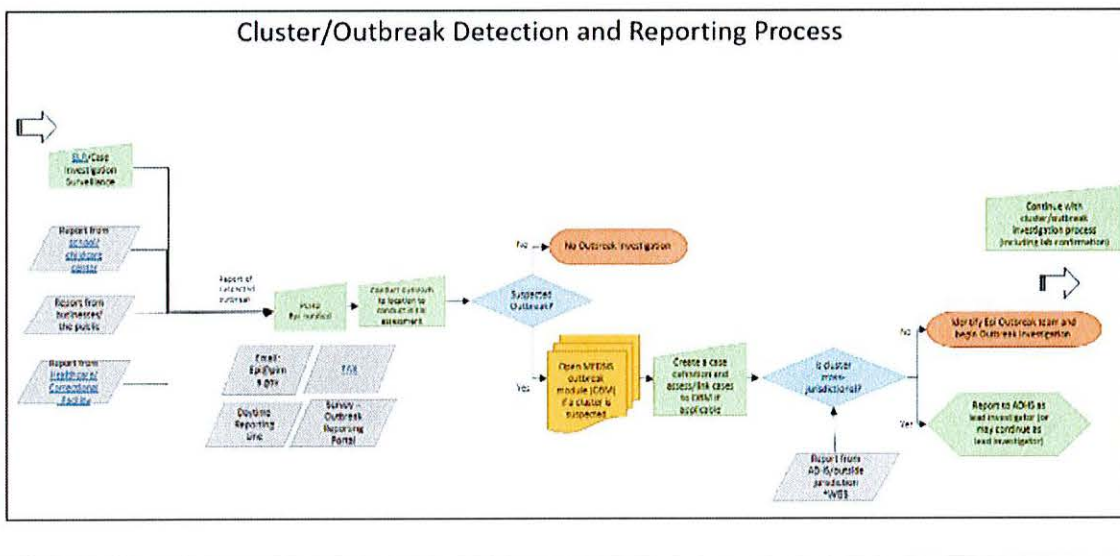 Cluster/Outbreak Detection and Reporting Process
ELR/Case
Investigation
Surveillance
Report from
school/
childcare
center
Report from
businesses/
the public
Report from
Healthcare/
Correctional
Facility
Report of
suspected
outbreak
Epi notified
Email:
FAX
Daytime
Reporting
Line
Survey -
Outbreak
Reporting
Portal
Conduct outreach
to location to
conduct
assessment
Suspected
Outbreak?
No
No Outbreak Investigation
Yes
Open MEDSIS
outbreak
module (OBM)
if a cluster is
suspected
Create a case
definition and
assess/link cases
to OBM if
applicable
Is cluster
cross-
jurisdictional?
Report from
ADHS/outside
jurisdiction
No
Identify Epi Outbreak team and
begin Outbreak Investigation
Yes
Report to ADHS as
lead investigator (or
may continue as
lead investigator)
Continue with
cluster/outbreak
investigation process
(including lab confirmation)